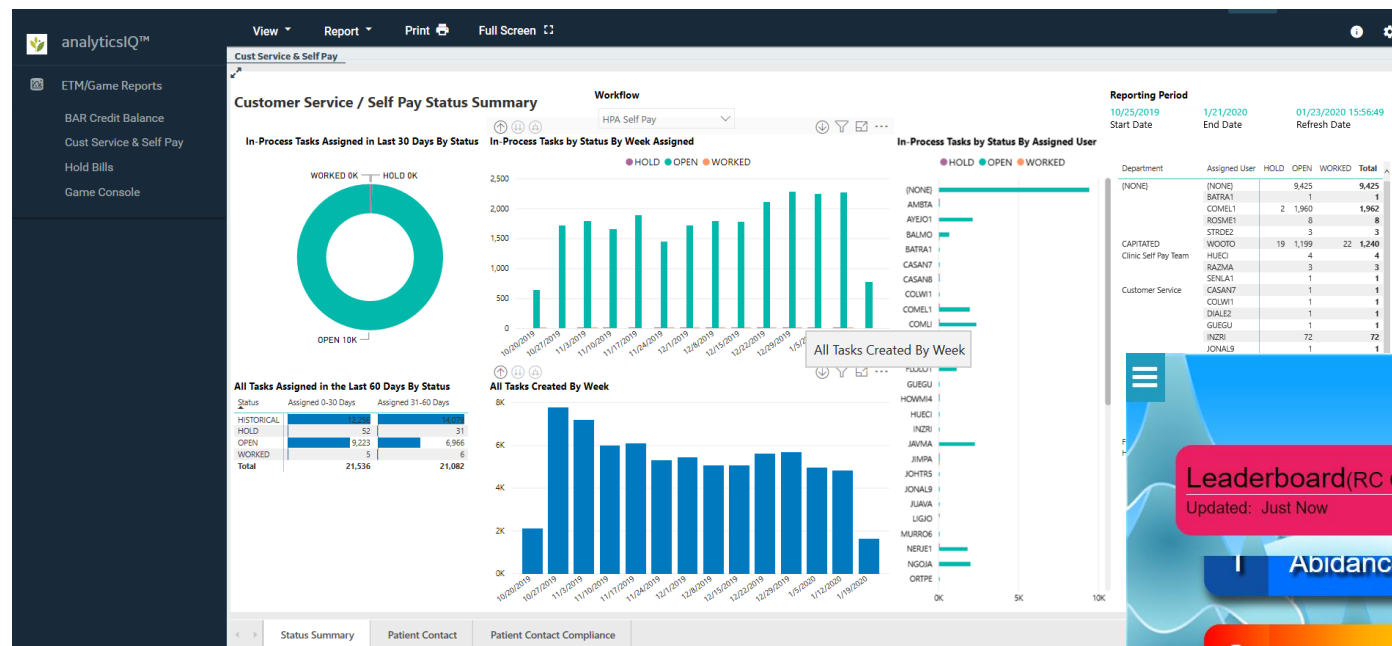 analyticsIQ™
View Report Print Full Screen
ETM/Game Reports
BAR Credit Balance
Cust Service & Self Pay
Hold Bills
Game Console
Cust Service & Self Pay
Customer Service / Self Pay Status Summary
Workflow
HPA Self Pay
Reporting Period
10/25/2019 1/21/2020 01/23/2020 15:56:49
Start Date End Date Refresh Date
In-Process Tasks Assigned in Last 30 Days By Status
WORKED 0K HOLD 0K
OPEN 10K
In-Process Tasks by Status By Week Assigned
HOLD OPEN WORKED
2,500
2,000
1,500
1,000
500
0
10/20/2019 10/27/2019 11/3/2019 11/10/2019 11/17/2019 11/24/2019 12/1/2019 12/8/2019 12/15/2019 12/22/2019 12/29/2019
All Tasks Created By Week
In-Process Tasks by Status By Assigned User
HOLD OPEN WORKED
(NONE)
AMBTA
AYEJO1
BALMO
BATRA1
CASAN7
CASAN8
COLWI1
COMEL1
COMLI
GUEGU
HOWMI4
HUECI
INZRI
JAVMA
JIMPA
JOHTR5
JONAL9
JUAVA
LIGJO
MURRO6
NERJE1
NGOJA
ORTPE
0K 5K 10K
Department Assigned User HOLD OPEN WORKED Total
(NONE) (NONE) 9,425 9,425
BATRA1 1 1
COMEL1 2 1,960 1,962
ROSME1 8 8
STRDE2 3 3
CAPITATED WOOTO 19 1,199 22 1,240
Clinic Self Pay Team HUECI 4 4
RAZMA 3 3
SENLA1 1 1
Customer Service CASAN7 1 1
COLWI1 1 1
DIALE2 1 1
GUEGU 1 1
INZRI 72 72
JONAL9 1 1
All Tasks Assigned in the Last 60 Days By Status
Status Assigned 0-30 Days Assigned 31-60 Days
HISTORICAL
HOLD 52 31
OPEN 9,223 6,966
WORKED 5 6
Total 21,536 21,082
All Tasks Created By Week
8K
6K
4K
2K
0K
10/20/2019 10/27/2019 11/3/2019 11/10/2019 11/17/2019 11/24/2019 12/1/2019 12/8/2019 12/15/2019 12/22/2019 12/29/2019 1/5/2020 1/12/2020 1/19/2020
Leaderboard(RC
Updated: Just Now
1 Abidanc
Status Summary Patient Contact Patient Contact Compliance